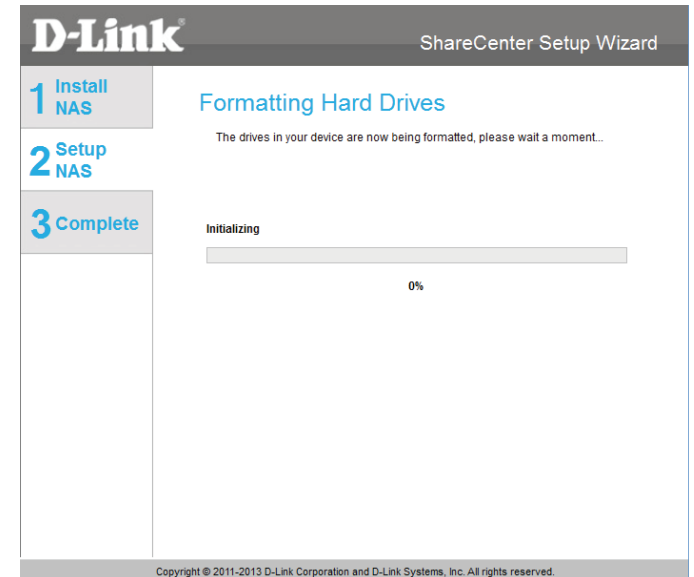 D-Link®
ShareCenter Setup Wizard
1 Install
NAS
2 Setup
NAS
3 Complete
Formatting Hard Drives
The drives in your device are now being formatted, please wait a moment...
Initializing
0%
Copyright © 2011-2013 D-Link Corporation and D-Link Systems, Inc. All rights reserved.